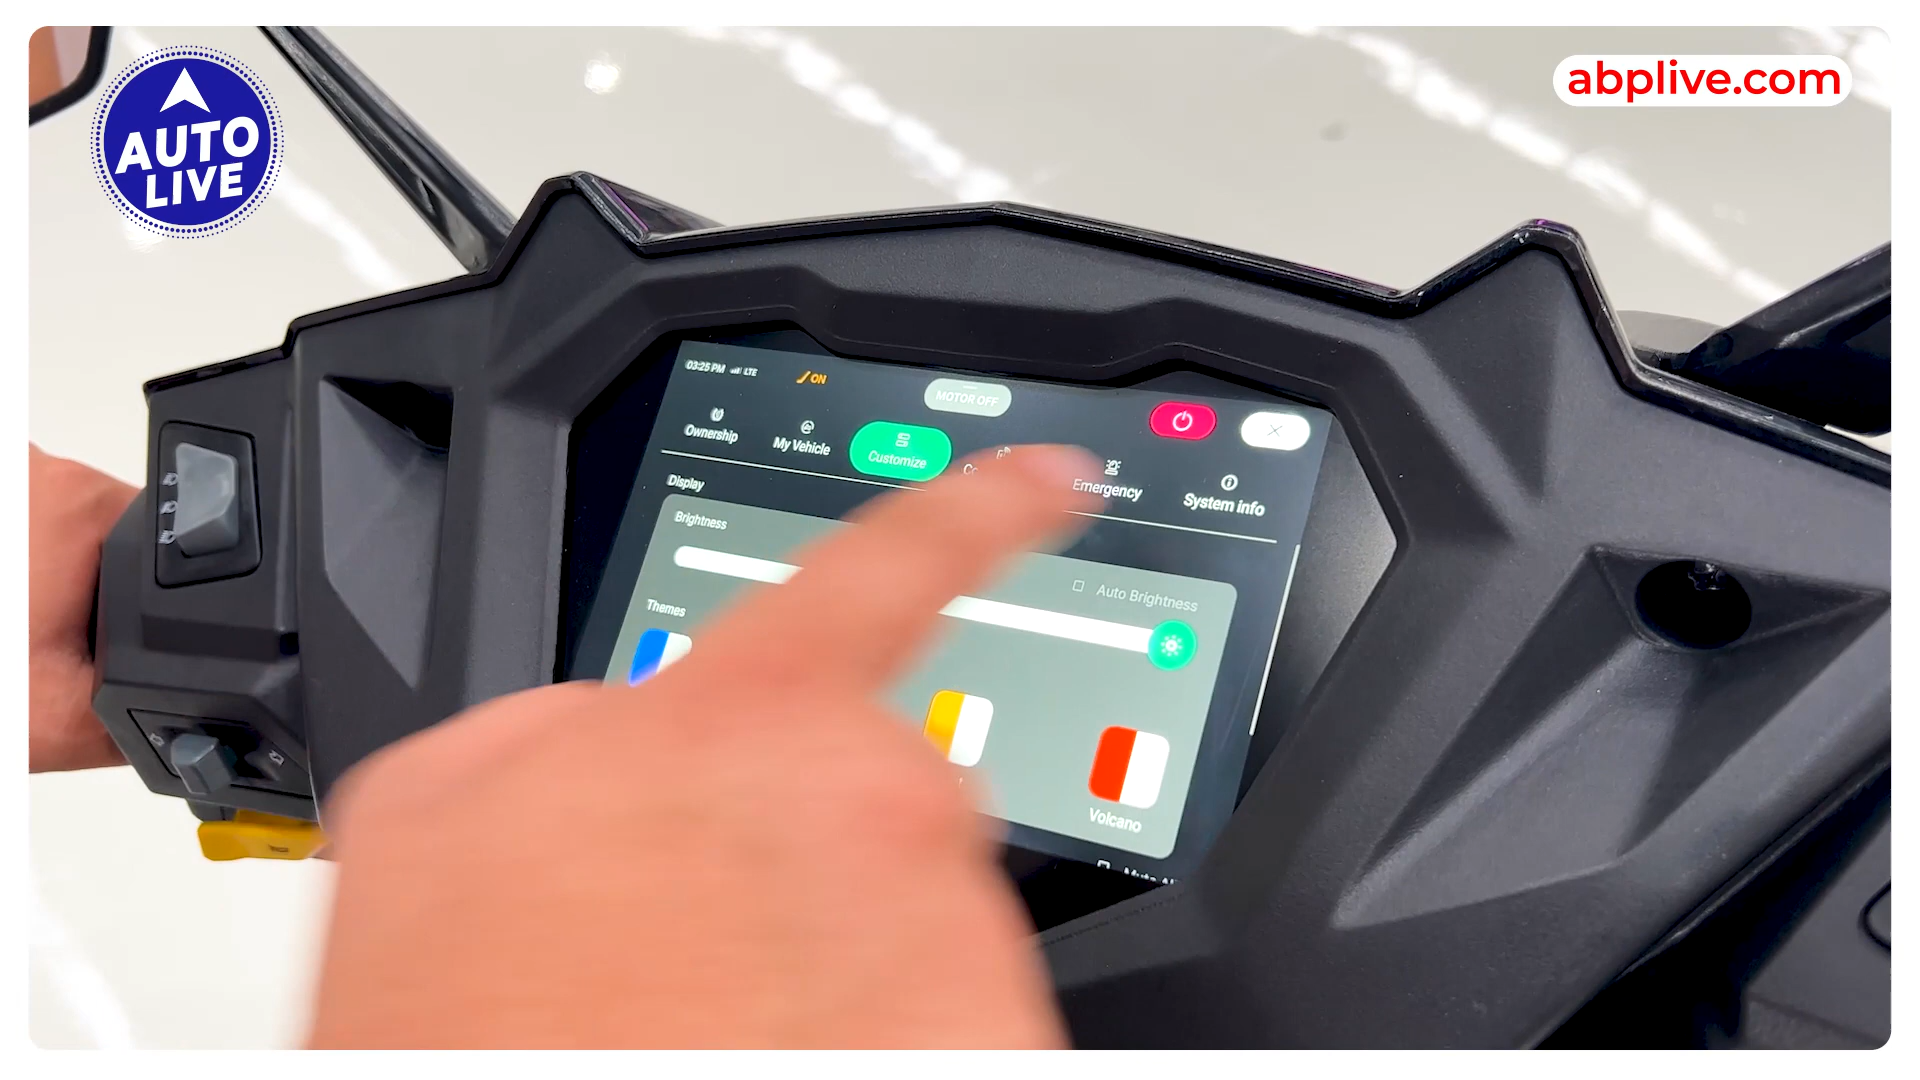 AUTO
LIVE
abplive.com
03:25 PM LTE
ON
MOTOR OFF
Ownership
My Vehicle
Customize
Emergency
System info
Display
Brightness
Auto Brightness
Themes
Volcano